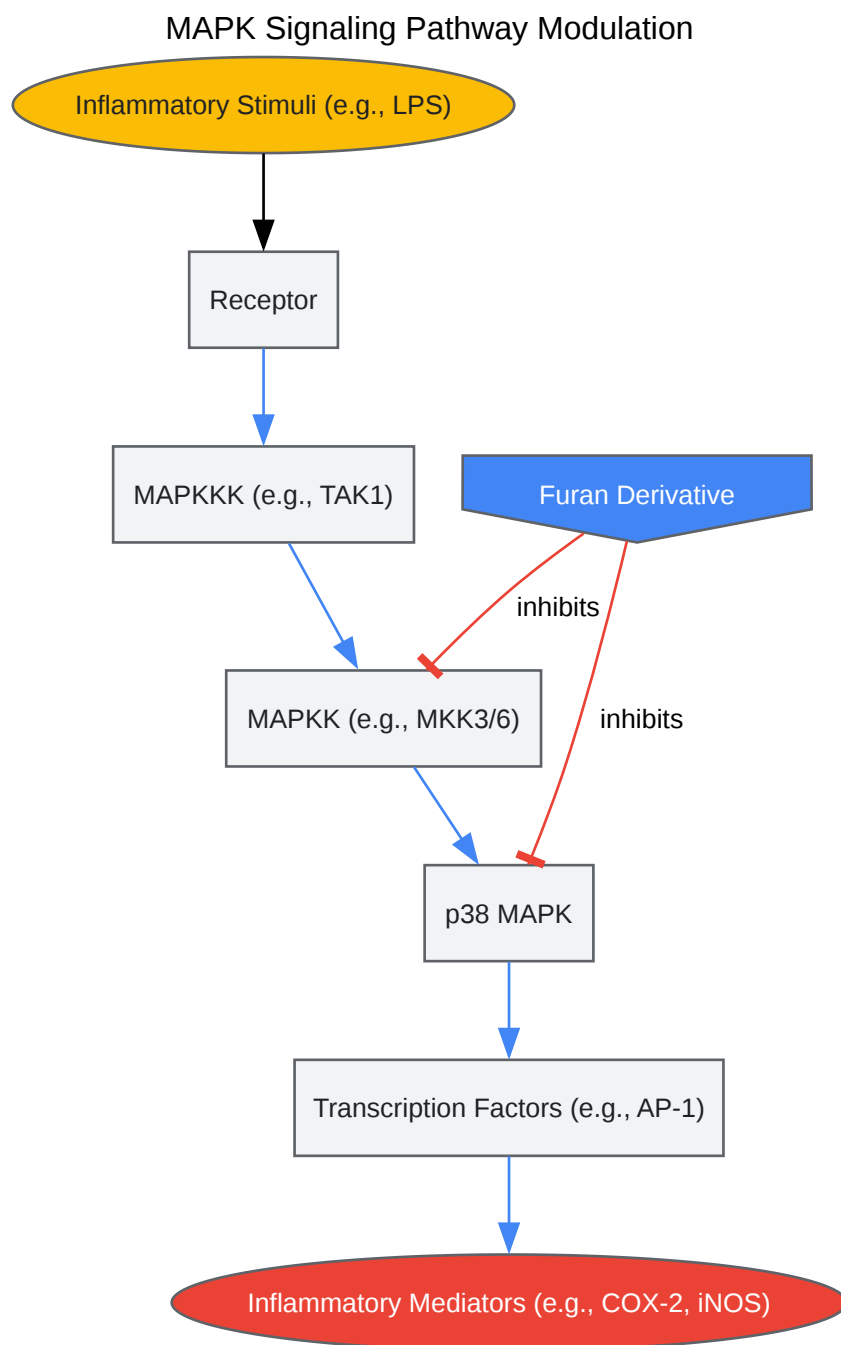 MAPK Signaling Pathway Modulation
Inflammatory Stimuli (e.g., LPS)
Receptor
MAPKKK (e.g., TAK1)
Furan Derivative
inhibits
MAPKK (e.g., MKK3/6)
inhibits
p38 MAPK
Transcription Factors (e.g., AP-1)
Inflammatory Mediators (e.g., COX-2, iNOS)